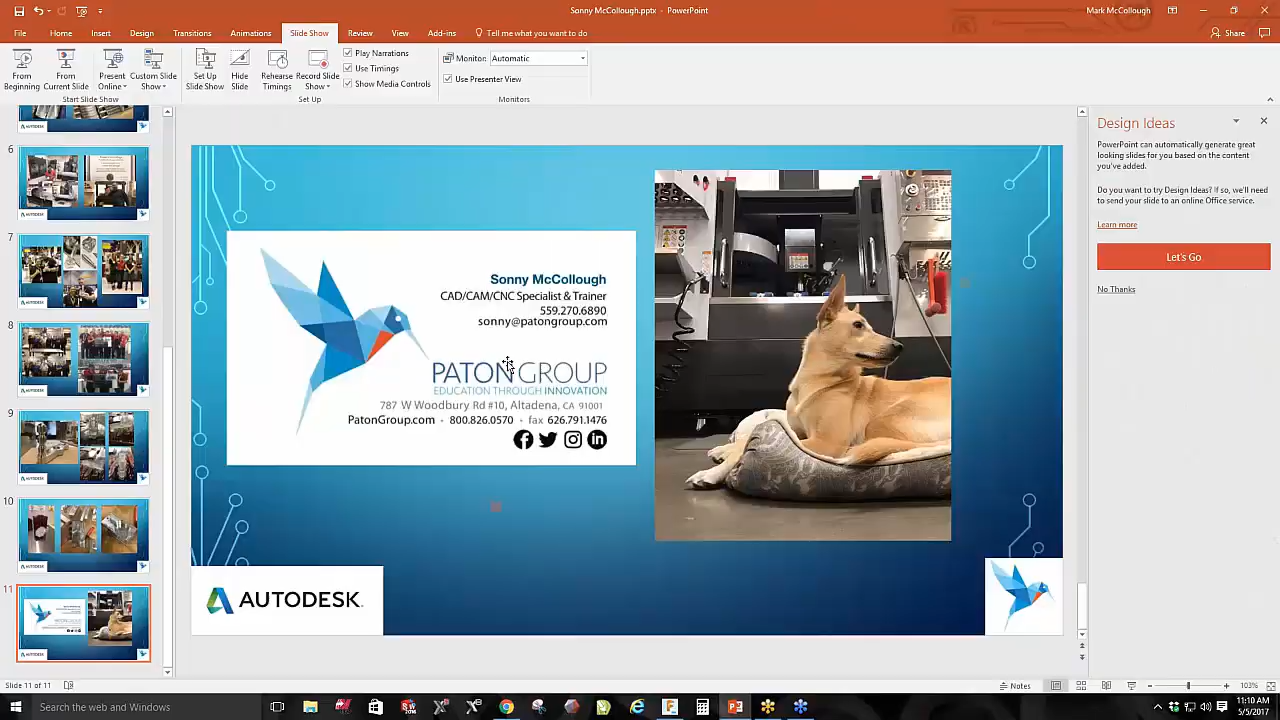 Sonny McCollough.pptx - PowerPoint
Mark McCollough
File Home Insert Design Transitions Animations Slide Show Review View Add-ins Tell me what you want to do
Share
From Beginning
From Current Slide
Present Online
Custom Slide Show
Set Up Slide Show
Hide Slide
Rehearse Timings
Record Slide Show
Play Narrations
Use Timings
Show Media Controls
Monitor: Automatic
Use Presenter View
Start Slide Show
Set Up
Monitors
6
7
8
9
10
11
Sonny McCollough
CAD/CAM/CNC Specialist & Trainer
559.270.6890
sonny@patongroup.com
PATONGROUP
EDUCATION THROUGH INNOVATION
787 W Woodbury Rd #10, Altadena, CA 91001
PatonGroup.com · 800.826.0570 · fax 626.791.1476
AUTODESK.
Design Ideas
PowerPoint can automatically generate great
looking slides for you based on the content
you've added.
Do you want to try Design Ideas? If so, we'll need
to send your slide to an online Office service.
Learn more
Let's Go
No Thanks
Slide 11 of 11
Notes
103%
Search the web and Windows
11:10 AM
5/5/2017